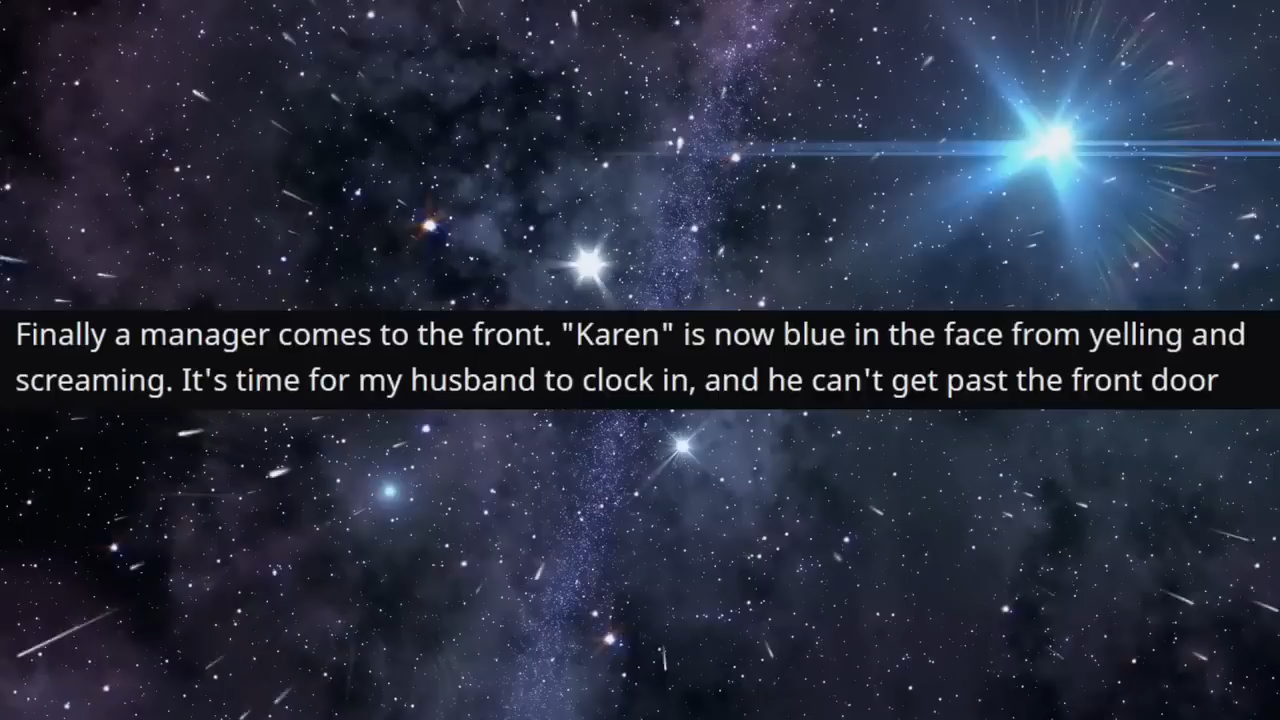 Finally a manager comes to the front. "Karen" is now blue in the face from yelling and
screaming. It's time for my husband to clock in, and he can't get past the front door